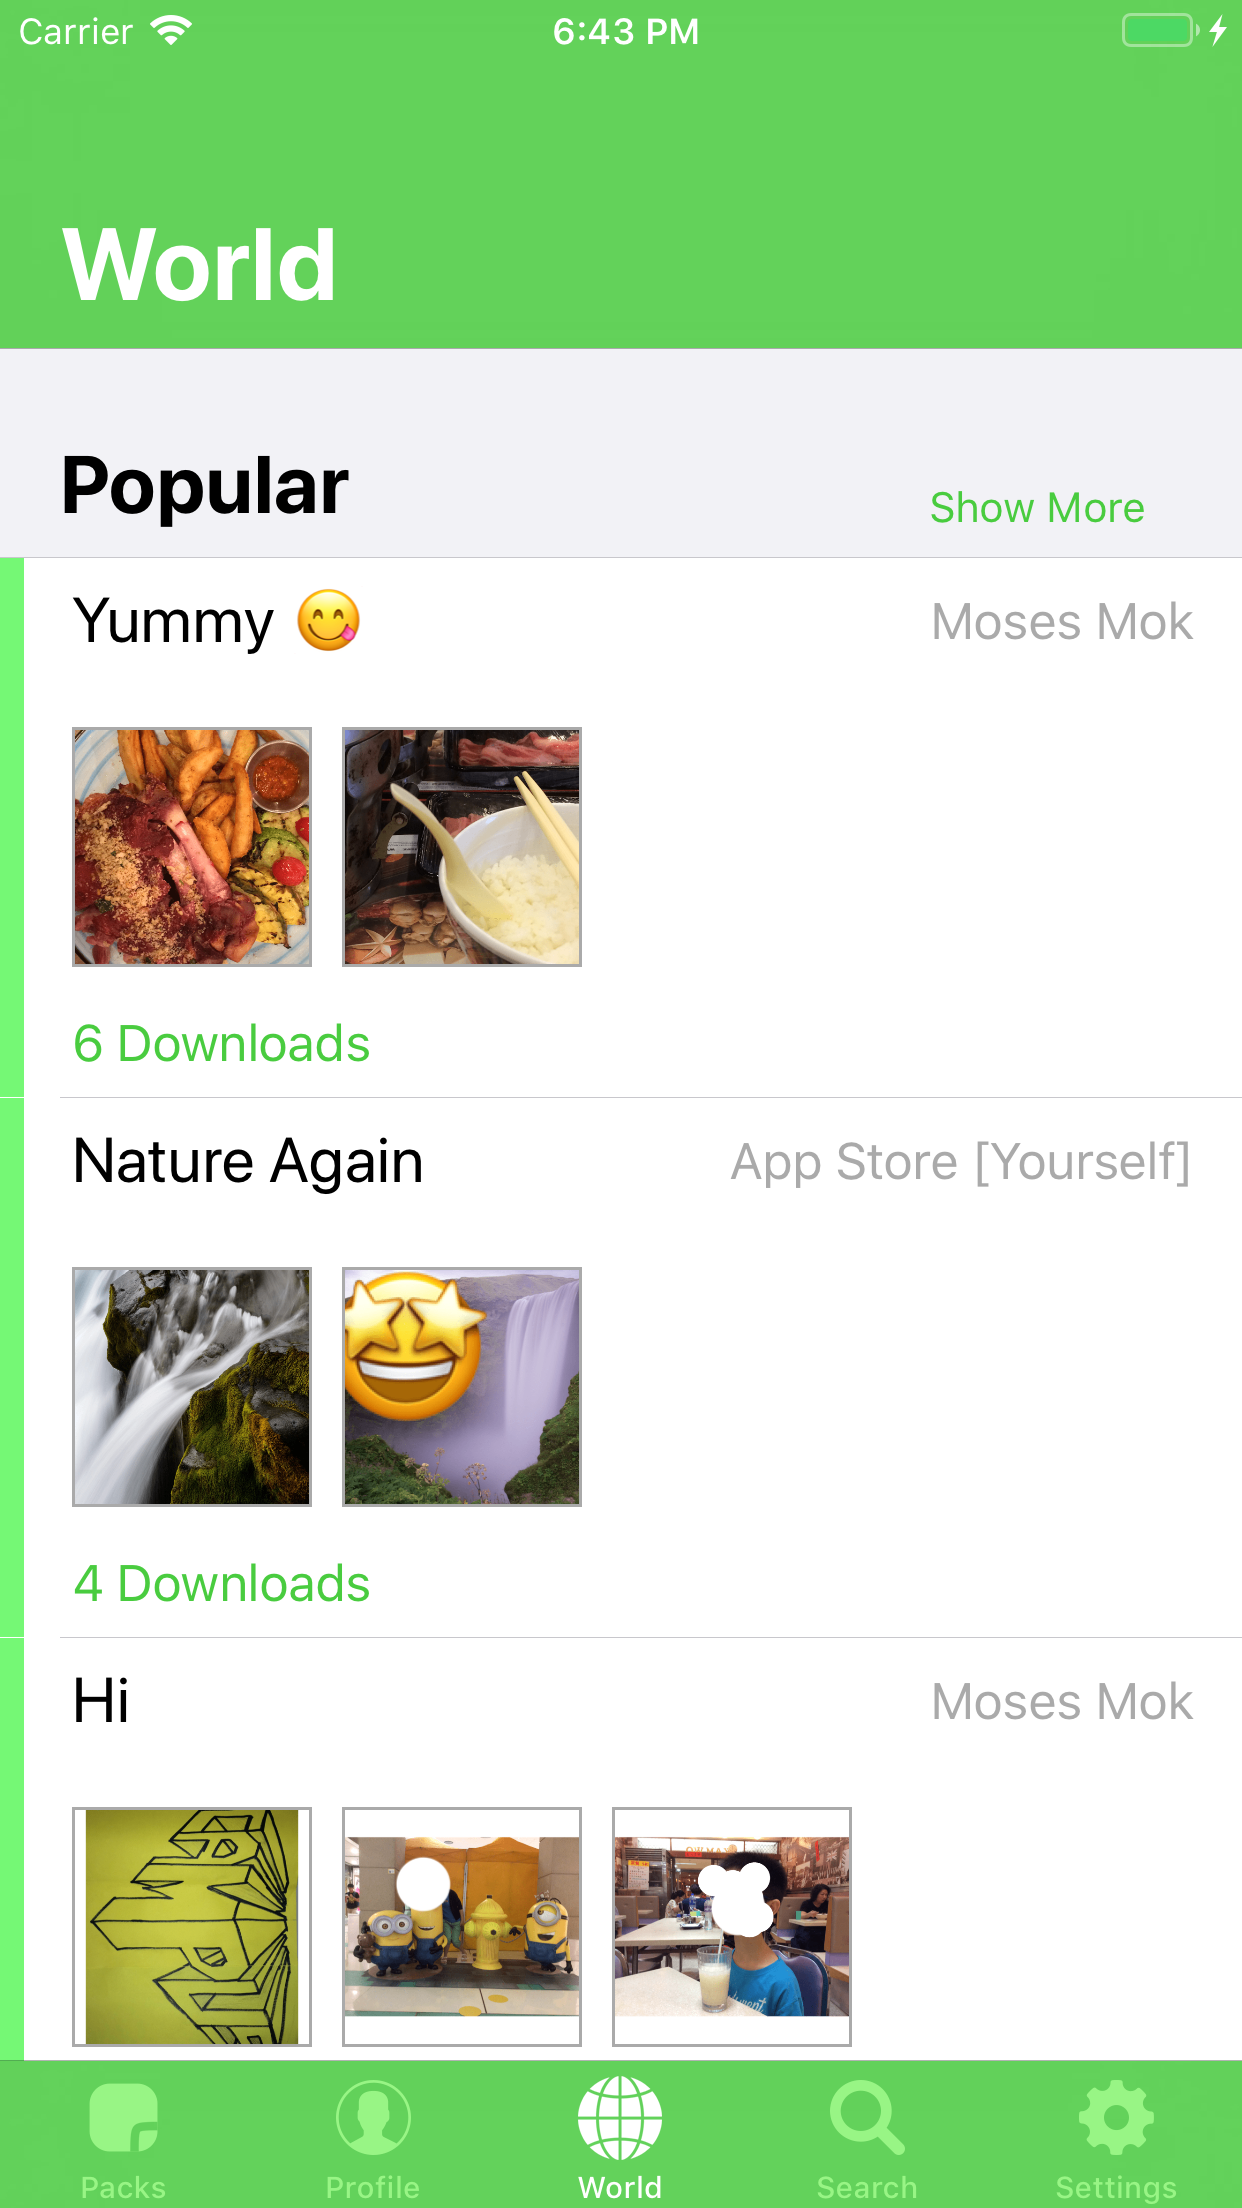 Carrier 6:43 PM
World
Popular
Show More
Yummy 😋 Moses Mok
6 Downloads
Nature Again App Store [Yourself]
4 Downloads
Hi Moses Mok
Packs Profile World Search Settings